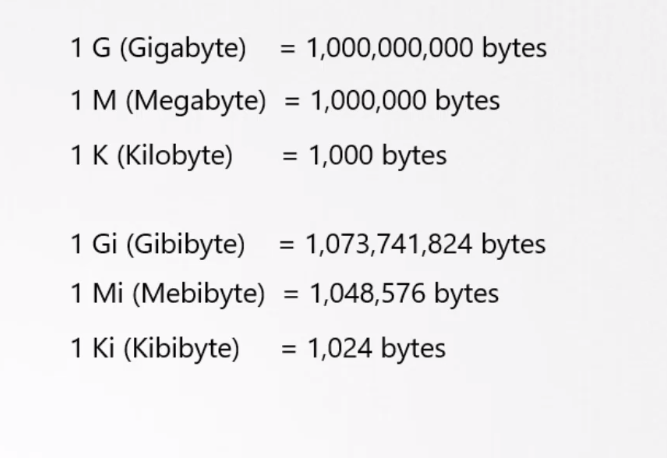 1 G (Gigabyte) = 1,000,000,000 bytes
1 M (Megabyte) = 1,000,000 bytes
1 K (Kilobyte) = 1,000 bytes
1 Gi (Gibibyte) = 1,073,741,824 bytes
1 Mi (Mebibyte) = 1,048,576 bytes
1 Ki (Kibibyte) = 1,024 bytes